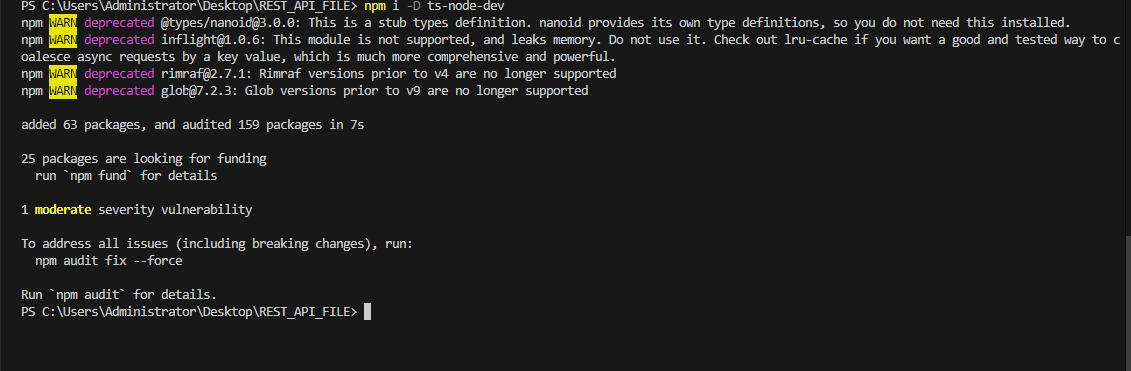 PS C:\Users\Administrator\Desktop\REST_API_FILE> npm i -D ts-node-dev
npm WARN deprecated @types/nanoid@3.0.0: This is a stub types definition. nanoid provides its own type definitions, so you do not need this installed.
npm WARN deprecated inflight@1.0.6: This module is not supported, and leaks memory. Do not use it. Check out lru-cache if you want a good and tested way to c
oalesce async requests by a key value, which is much more comprehensive and powerful.
npm WARN deprecated rimraf@2.7.1: Rimraf versions prior to v4 are no longer supported
npm WARN deprecated glob@7.2.3: Glob versions prior to v9 are no longer supported
added 63 packages, and audited 159 packages in 7s
25 packages are looking for funding
run `npm fund` for details
1 moderate severity vulnerability
To address all issues (including breaking changes), run:
npm audit fix --force
Run `npm audit` for details.
PS C:\Users\Administrator\Desktop\REST_API_FILE>